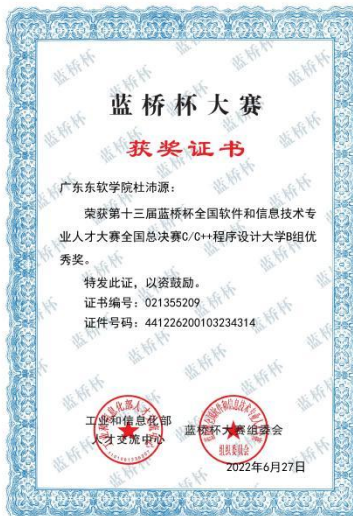 蓝桥杯大赛
获奖证书
广东东软学院杜沛源：
荣获第十三届蓝桥杯全国软件和信息技术专
业人才大赛全国总决赛C/C++程序设计大学B组优
秀奖。
特发此证，以资鼓励。
证书编号：021355209
证件号码：441226200103234314
工业和信息化部
人才交流中心
蓝桥杯大赛组委会
组织委员会
2022年6月27日